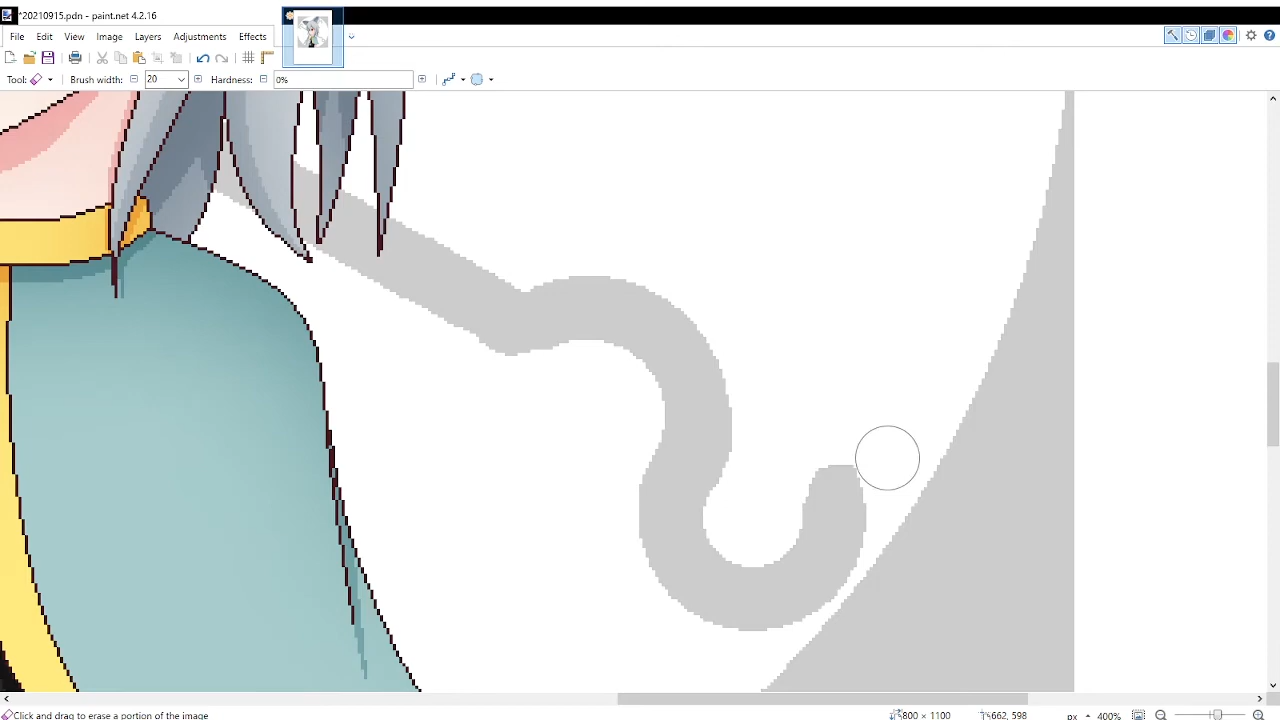 *20210915.pdn - paint.net 4.2.16
File Edit View Image Layers Adjustments Effects
Tool: Brush width: 20 Hardness: 0%
Click and drag to erase a portion of the image 800 × 1100 662, 598 px 400%